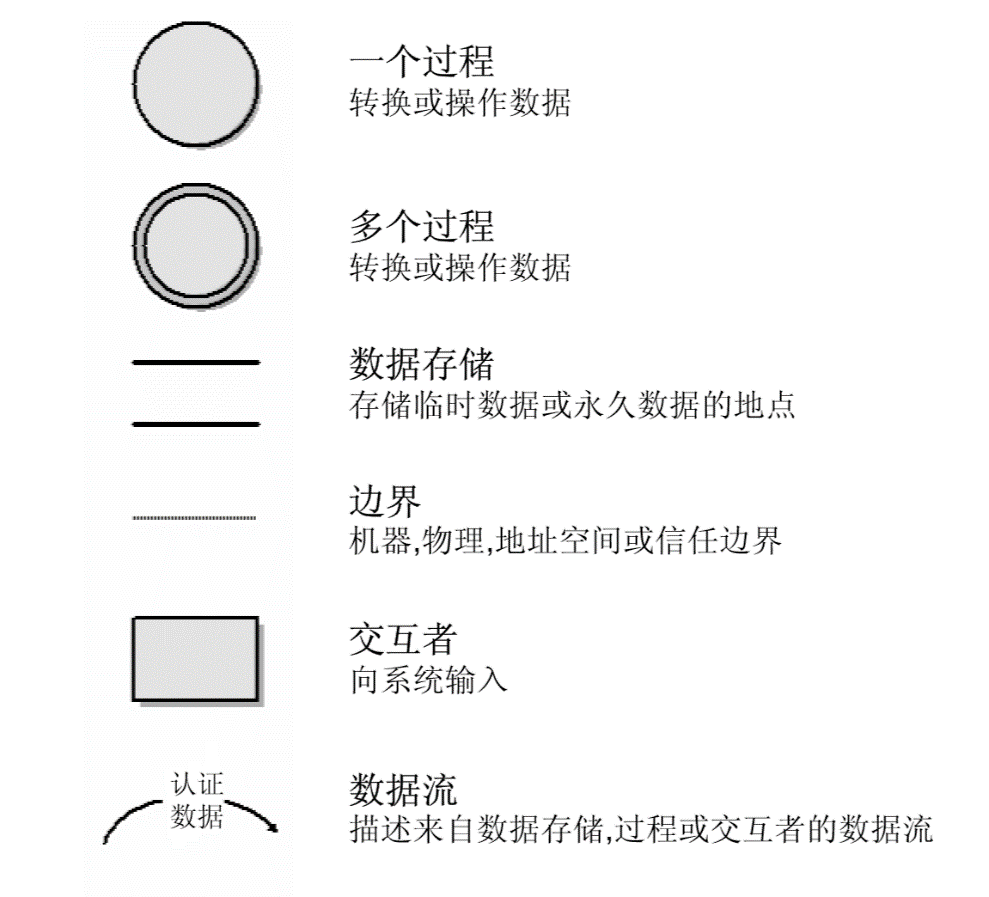 一个过程
转换或操作数据
多个过程
转换或操作数据
数据存储
存储临时数据或永久数据的地点
边界
机器,物理,地址空间或信任边界
交互者
向系统输入
认证
数据
数据流
描述来自数据存储,过程或交互者的数据流